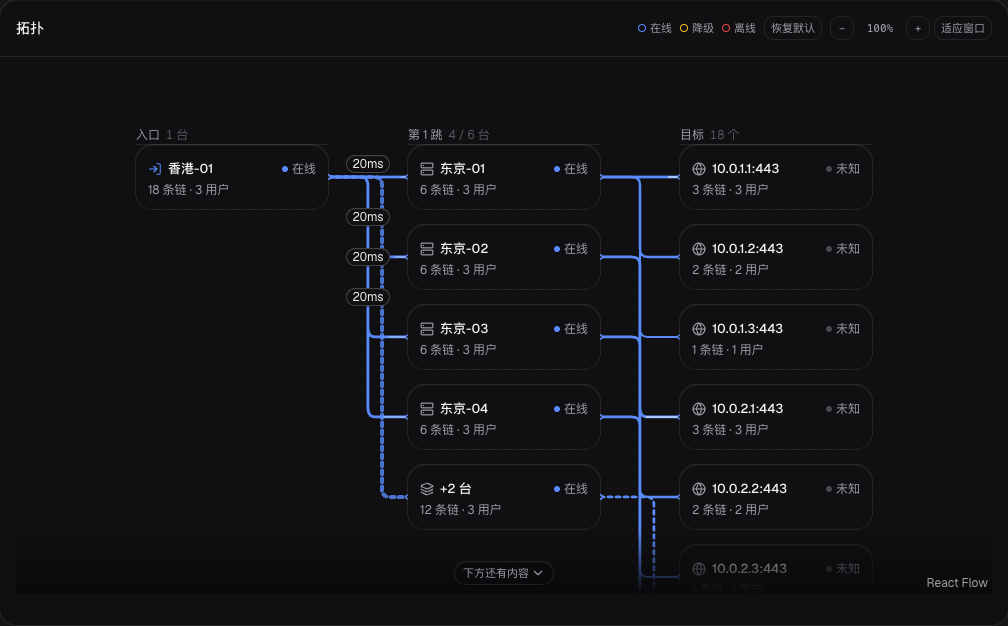 拓扑
在线 降级 离线 恢复默认 − 100% + 适应窗口
入口 1 台
香港-01 在线
18 条链 · 3 用户
20ms
20ms
20ms
20ms
第 1 跳 4 / 6 台
东京-01 在线
6 条链 · 3 用户
东京-02 在线
6 条链 · 3 用户
东京-03 在线
6 条链 · 3 用户
东京-04 在线
6 条链 · 3 用户
+2 台 在线
12 条链 · 3 用户
目标 18 个
10.0.1.1:443 未知
3 条链 · 3 用户
10.0.1.2:443 未知
2 条链 · 2 用户
10.0.1.3:443 未知
1 条链 · 1 用户
10.0.2.1:443 未知
3 条链 · 3 用户
10.0.2.2:443 未知
2 条链 · 2 用户
10.0.2.3:443 未知
1 条链 · 1 用户
下方还有内容
React Flow